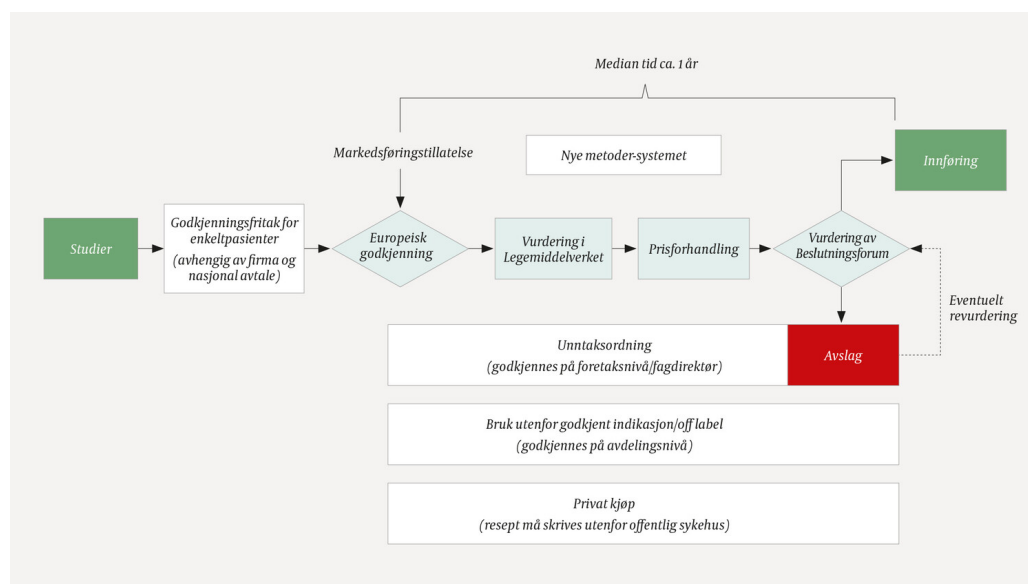 Median tid ca. 1 år
Markedsføringstillatelse
Nye metoder-systemet
Innføring
Studier
Godkjenningsfritak for
enkeltpasienter
(avhengig av firma og
nasjonal avtale)
Europeisk
godkjenning
Vurdering i
Legemiddelverket
Prisforhandling
Vurdering av
Beslutningsforum
Eventuelt
revurdering
Unntaksordning
(godkjennes på foretaksnivå/fagdirektør)
Avslag
Bruk utenfor godkjent indikasjon/off label
(godkjennes på avdelingsnivå)
Privat kjøp
(resept må skrives utenfor offentlig sykehus)